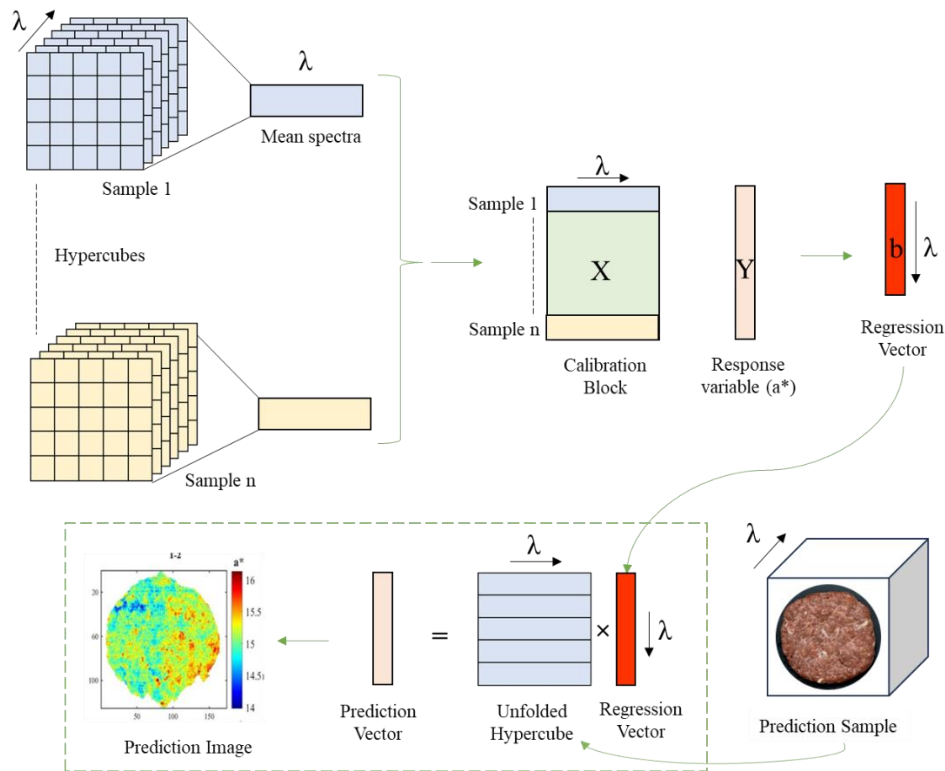 λ
λ
Mean spectra
Sample 1
Hypercubes
Sample n
λ
Sample 1
X
Sample n
Calibration
Block
Y
Response
variable (a*)
b
λ
Regression
Vector
1-2
a*
20
60
100
50
100
150
16
15.5
15
14.5
14
Prediction Image
Prediction
Vector
=
λ
Unfolded
Hypercube
×
λ
Regression
Vector
λ
Prediction Sample